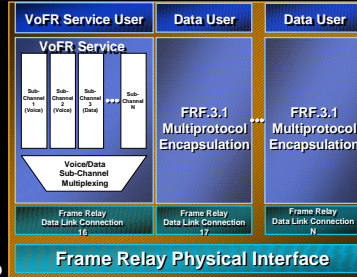 VoFR Service User
Data User
Data User
VoFR Service
Sub-
Channel
1
(Voice)
Sub-
Channel
2
(Voice)
Sub-
Channel
3
(Data)
•••
Sub-
Channel
N
Voice/Data
Sub-Channel
Multiplexing
FRF.3.1
Multiprotocol
Encapsulation
•••
FRF.3.1
Multiprotocol
Encapsulation
Frame Relay
Data Link Connection
16
Frame Relay
Data Link Connection
17
Frame Relay
Data Link Connection
N
Frame Relay Physical Interface